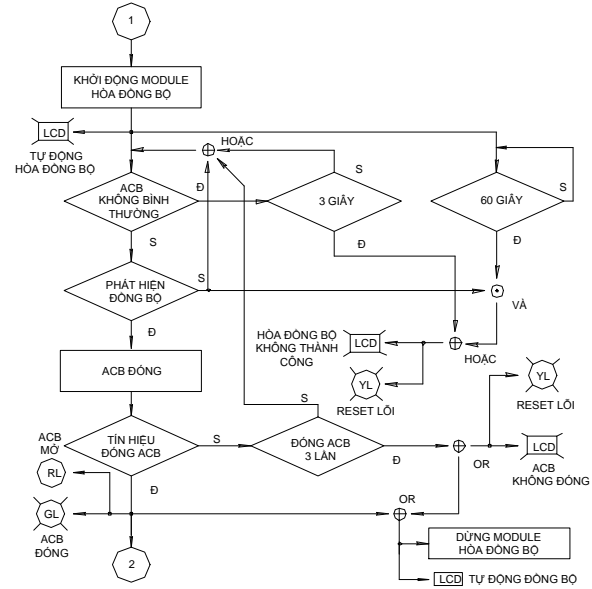 1
KHỞI ĐỘNG MODULE
HÒA ĐỒNG BỘ
LCD
TỰ ĐỘNG
HÒA ĐỒNG BỘ
HOẶC
S
ACB
KHÔNG BÌNH
THƯỜNG
Đ
3 GIÂY
60 GIÂY
S
S
Đ
Đ
PHÁT HIỆN
ĐỒNG BỘ
S
VÀ
Đ
HÒA ĐỒNG BỘ
KHÔNG THÀNH
CÔNG
LCD
HOẶC
ACB ĐÓNG
YL
RESET LỖI
YL
RESET LỖI
S
ACB
MỞ
TÍN HIỆU
ĐÓNG ACB
S
ĐÓNG ACB
3 LẦN
Đ
OR
LCD
ACB
KHÔNG ĐÓNG
RL
Đ
OR
GL
ACB
ĐÓNG
DỪNG MODULE
HÒA ĐỒNG BỘ
2
LCD TỰ ĐỘNG ĐỒNG BỘ